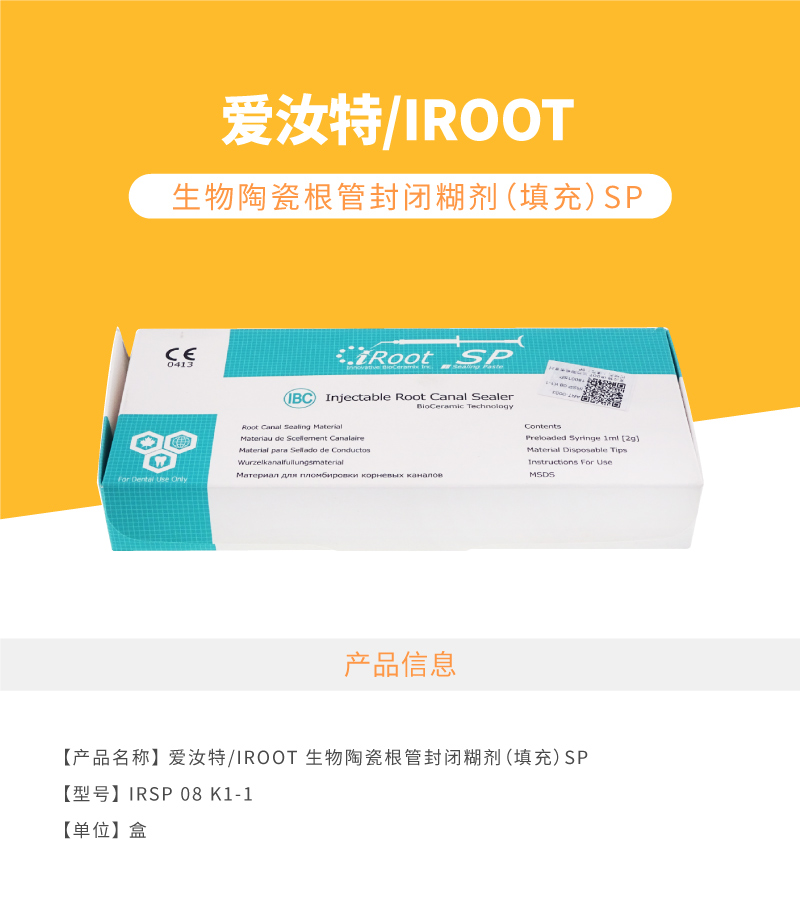 爱汝特/IROOT
生物陶瓷根管封闭糊剂（填充）SP
CE
0413
iRoot SP
Innovative BioCeramix Inc.
Sealing Paste
IBC
Injectable Root Canal Sealer
BioCeramic Technology
Root Canal Sealing Material
Materiau de Scellement Canalaire
Material para Sellado de Conductos
Wurzelkanalfullungsmaterial
Материал для пломбировки корневых каналов
Contents
Preloaded Syringe 1ml [2g]
Material Disposable Tips
Instructions For Use
MSDS
For Dental Use Only
产品信息
【产品名称】爱汝特/IROOT 生物陶瓷根管封闭糊剂（填充）SP
【型号】IRSP 08 K1-1
【单位】盒